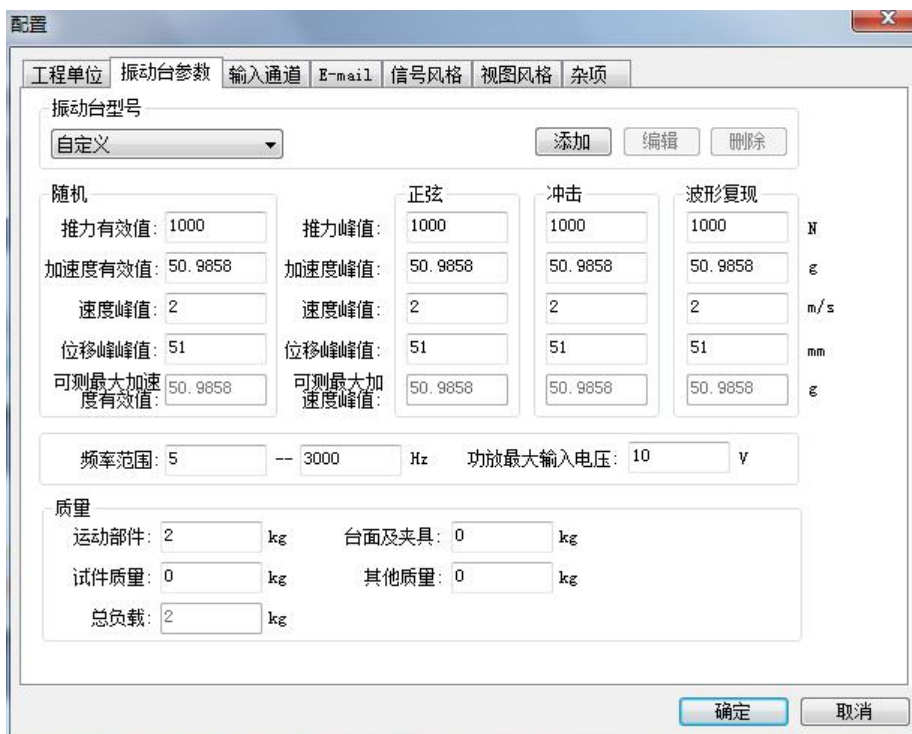 配置
工程单位 振动台参数 输入通道 E-mail 信号风格 视图风格 杂项
振动台型号
自定义 添加 编辑 删除
随机 正弦 冲击 波形复现
推力有效值: 1000 推力峰值: 1000 1000 1000 N
加速度有效值: 50.9858 加速度峰值: 50.9858 50.9858 50.9858 g
速度峰值: 2 速度峰值: 2 2 2 m/s
位移峰峰值: 51 位移峰峰值: 51 51 51 mm
可测最大加速度有效值: 50.9858 可测最大加速度峰值: 50.9858 50.9858 50.9858 g
频率范围: 5 -- 3000 Hz 功放最大输入电压: 10 V
质量
运动部件: 2 kg 台面及夹具: 0 kg
试件质量: 0 kg 其他质量: 0 kg
总负载: 2 kg
确定 取消